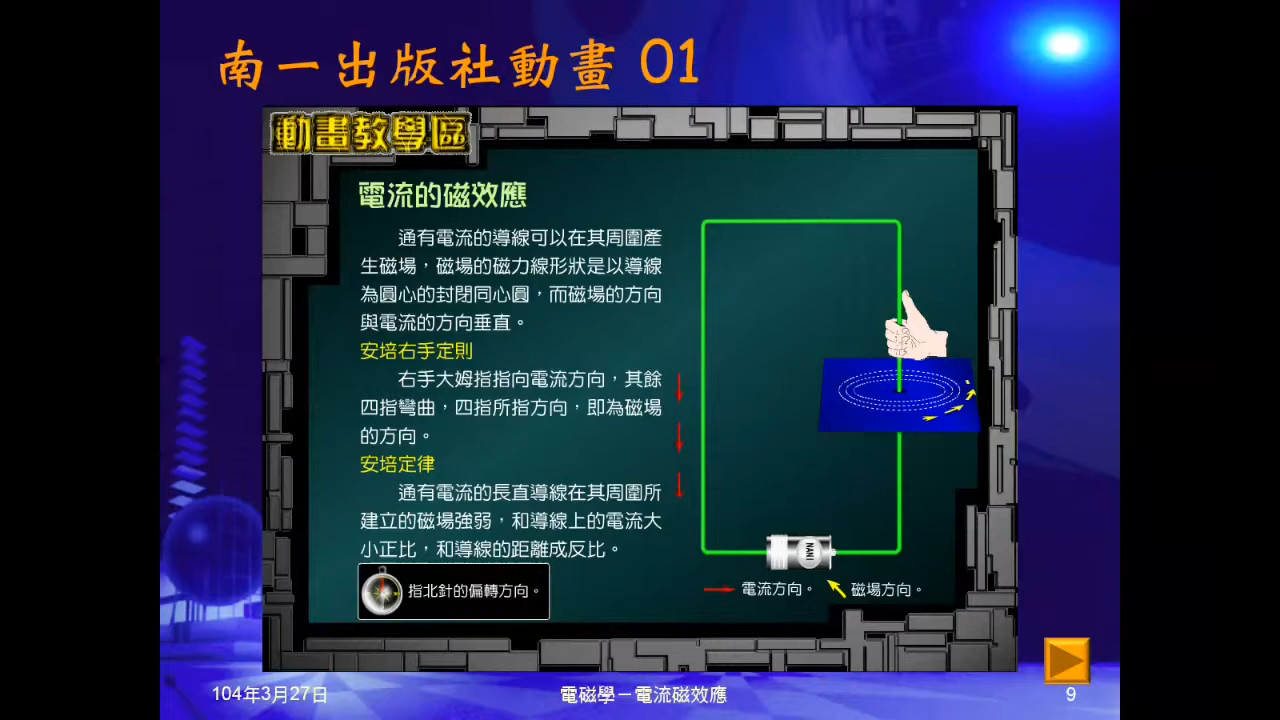 南一出版社動畫 01
動畫教學區
電流的磁效應
通有電流的導線可以在其周圍產
生磁場，磁場的磁力線形狀是以導線
為圓心的封閉同心圓，而磁場的方向
與電流的方向垂直。
安培右手定則
右手大姆指指向電流方向，其餘
四指彎曲，四指所指方向，即為磁場
的方向。
安培定律
通有電流的長直導線在其周圍所
建立的磁場強弱，和導線上的電流大
小正比，和導線的距離成反比。
指北針的偏轉方向。
NANI
電流方向。 磁場方向。
104年3月27日 電磁學－電流磁效應 9